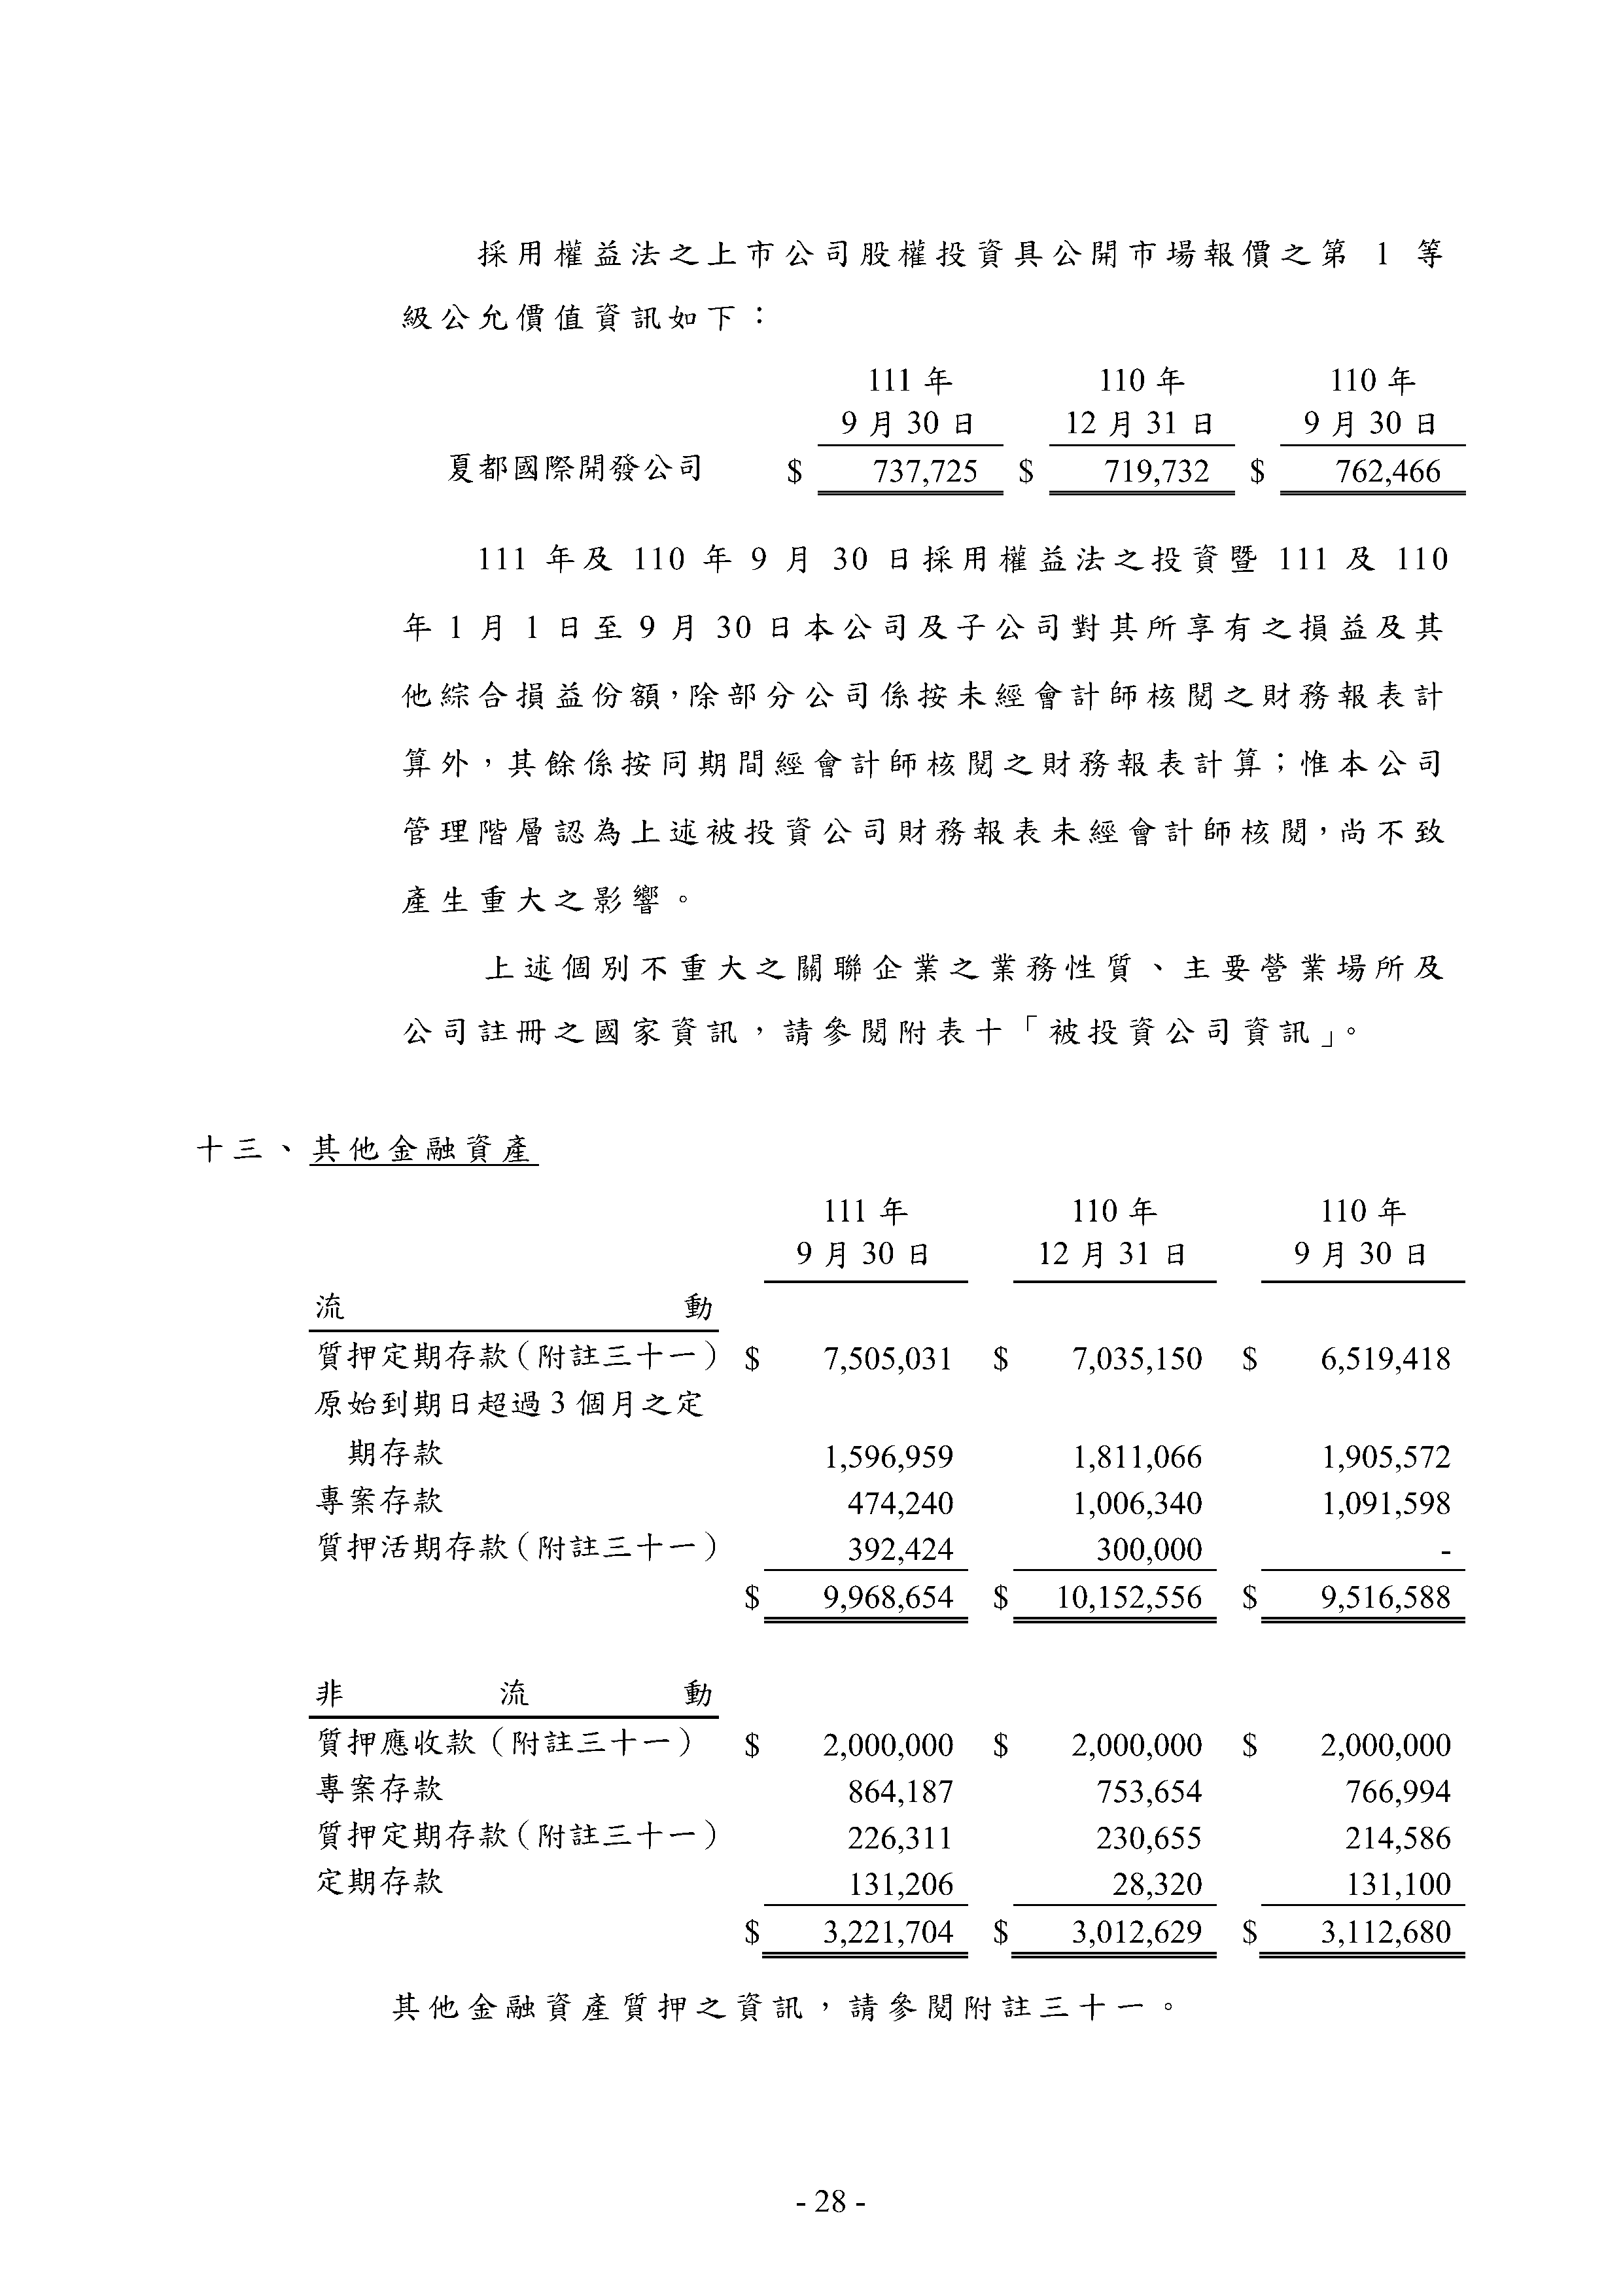 採用權益法之上市公司股權投資具公開市場報價之第 1 等
級公允價值資訊如下：
111 年 110 年 110 年
9 月 30 日 12 月 31 日 9 月 30 日
夏都國際開發公司 $ 737,725 $ 719,732 $ 762,466
111 年及 110 年 9 月 30 日採用權益法之投資暨 111 及 110
年 1 月 1 日至 9 月 30 日本公司及子公司對其所享有之損益及其
他綜合損益份額，除部分公司係按未經會計師核閱之財務報表計
算外，其餘係按同期間經會計師核閱之財務報表計算；惟本公司
管理階層認為上述被投資公司財務報表未經會計師核閱，尚不致
產生重大之影響。
上述個別不重大之關聯企業之業務性質、主要營業場所及
公司註冊之國家資訊，請參閱附表十「被投資公司資訊」。
十三、其他金融資產
111 年 110 年 110 年
9 月 30 日 12 月 31 日 9 月 30 日
流動
質押定期存款（附註三十一） $ 7,505,031 $ 7,035,150 $ 6,519,418
原始到期日超過 3 個月之定
期存款 1,596,959 1,811,066 1,905,572
專案存款 474,240 1,006,340 1,091,598
質押活期存款（附註三十一） 392,424 300,000 -
$ 9,968,654 $ 10,152,556 $ 9,516,588
非流動
質押應收款（附註三十一） $ 2,000,000 $ 2,000,000 $ 2,000,000
專案存款 864,187 753,654 766,994
質押定期存款（附註三十一） 226,311 230,655 214,586
定期存款 131,206 28,320 131,100
$ 3,221,704 $ 3,012,629 $ 3,112,680
其他金融資產質押之資訊，請參閱附註三十一。
- 28 -